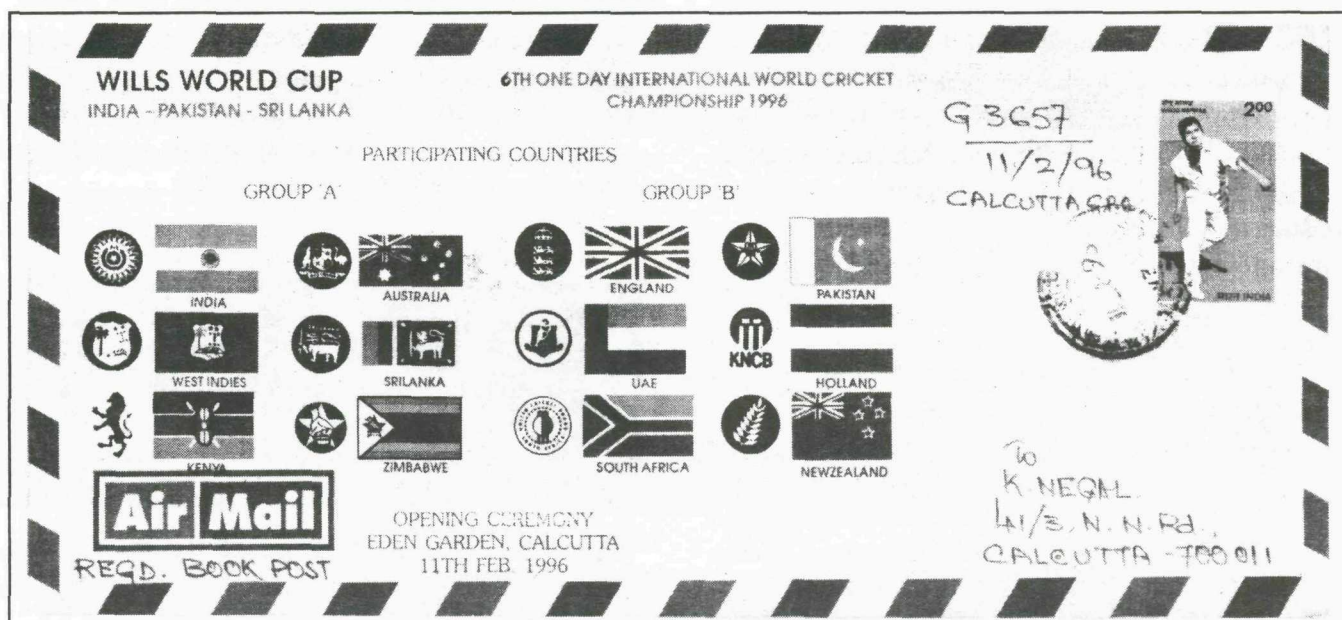 WILLS WORLD CUP
INDIA - PAKISTAN - SRI LANKA
6TH ONE DAY INTERNATIONAL WORLD CRICKET
CHAMPIONSHIP 1996
PARTICIPATING COUNTRIES
GROUP 'A'
GROUP 'B'
INDIA
AUSTRALIA
ENGLAND
PAKISTAN
WEST INDIES
SRILANKA
UAE
KNCB
HOLLAND
KENYA
ZIMBABWE
SOUTH AFRICA
NEWZEALAND
Air Mail
REGD. BOOK POST
OPENING CEREMONY
EDEN GARDEN, CALCUTTA
11TH FEB. 1996
G 3657
11/2/96
CALCUTTA G.P.O.
200
INDIA
To
K. NEGAL
41/3, N. N. Rd.,
CALCUTTA - 700 011